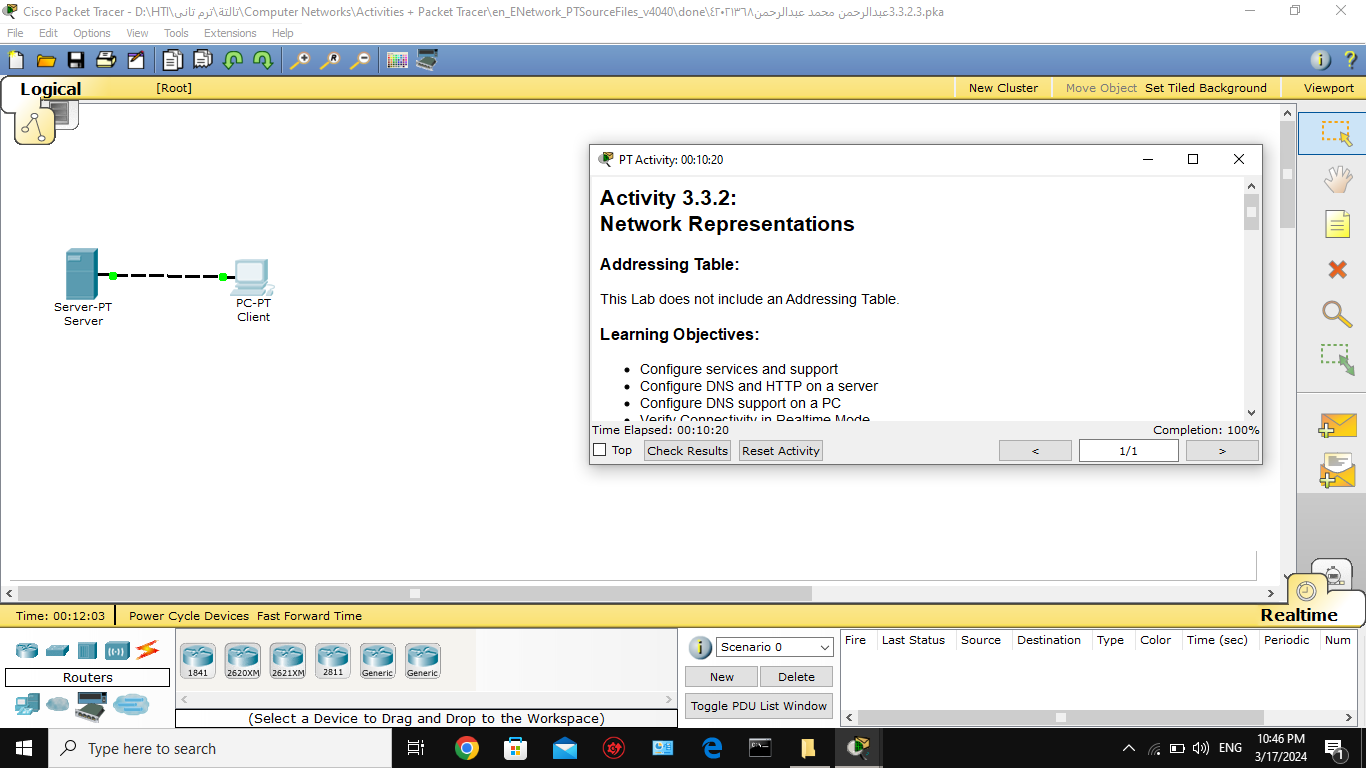 Cisco Packet Tracer - D:\HTI\ثالثة\ترم تانى\Computer Networks\Activities + Packet Tracer\en_ENetwork_PTSourceFiles_v4040\done\٤٢٠٢١٣٦٨عبدالرحمن محمد عبدالرحمن3.3.2.3.pka
File Edit Options View Tools Extensions Help
Logical [Root] New Cluster Move Object Set Tiled Background Viewport
PT Activity: 00:10:20
Activity 3.3.2:
Network Representations
Addressing Table:
This Lab does not include an Addressing Table.
Learning Objectives:
• Configure services and support
• Configure DNS and HTTP on a server
• Configure DNS support on a PC
• Verify Connectivity in Realtime Mode
Time Elapsed: 00:10:20 Completion: 100%
Top Check Results Reset Activity < 1/1 >
Server-PT
Server
PC-PT
Client
Time: 00:12:03 Power Cycle Devices Fast Forward Time Realtime
Routers
1841 2620XM 2621XM 2811 Generic Generic
(Select a Device to Drag and Drop to the Workspace)
Scenario 0
New Delete
Toggle PDU List Window
Fire Last Status Source Destination Type Color Time (sec) Periodic Num
Type here to search
ENG
10:46 PM
3/17/2024
1